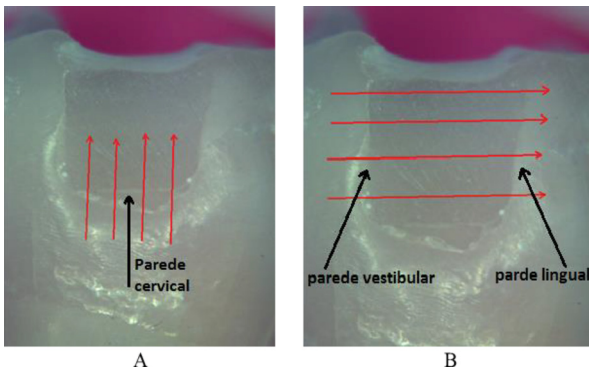 Parede
cervical
parede vestibular
parde lingual
A
B